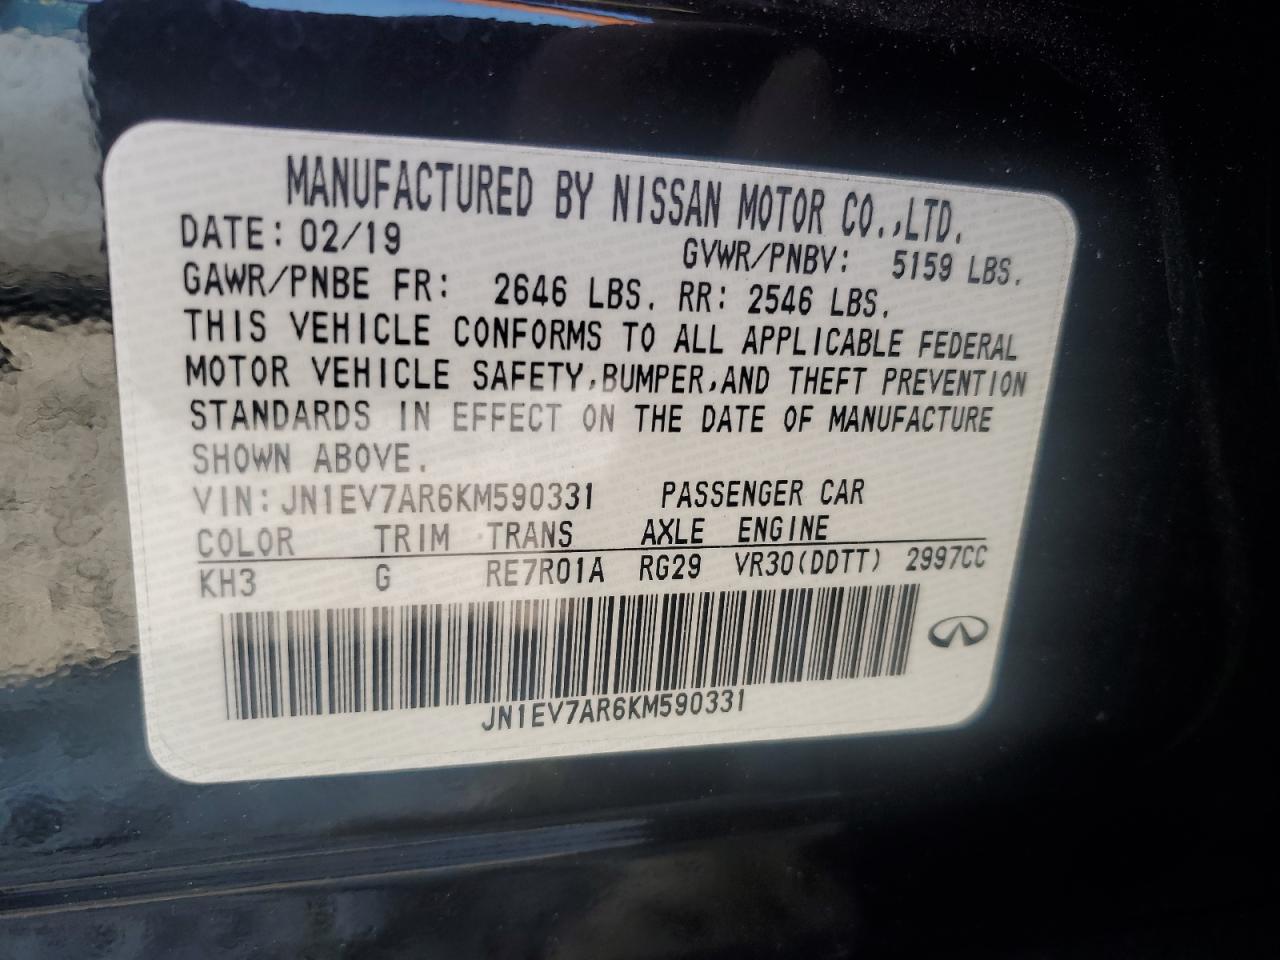 MANUFACTURED BY NISSAN MOTOR CO.,LTD.
DATE: 02/19 GVWR/PNBV: 5159 LBS.
GAWR/PNBE FR: 2646 LBS. RR: 2546 LBS.
THIS VEHICLE CONFORMS TO ALL APPLICABLE FEDERAL
MOTOR VEHICLE SAFETY,BUMPER,AND THEFT PREVENTION
STANDARDS IN EFFECT ON THE DATE OF MANUFACTURE
SHOWN ABOVE.
VIN: JN1EV7AR6KM590331 PASSENGER CAR
COLOR TRIM TRANS AXLE ENGINE
KH3 G RE7R01A RG29 VR30(DDTT) 2997CC
JN1EV7AR6KM590331